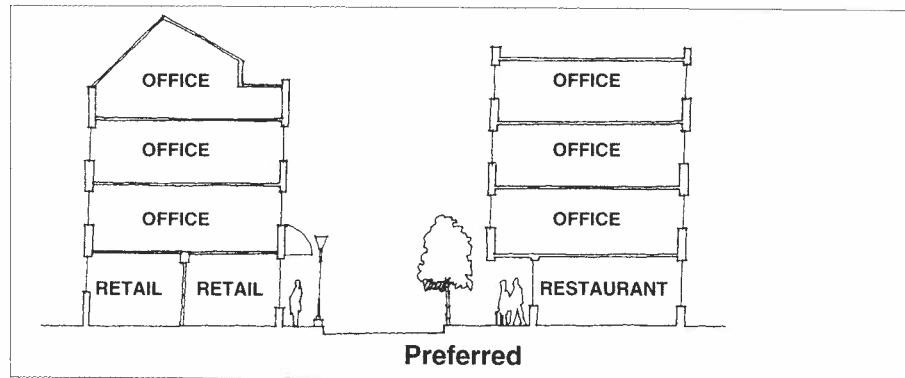 OFFICE
OFFICE
OFFICE
RETAIL RETAIL
OFFICE
OFFICE
OFFICE
RESTAURANT
Preferred